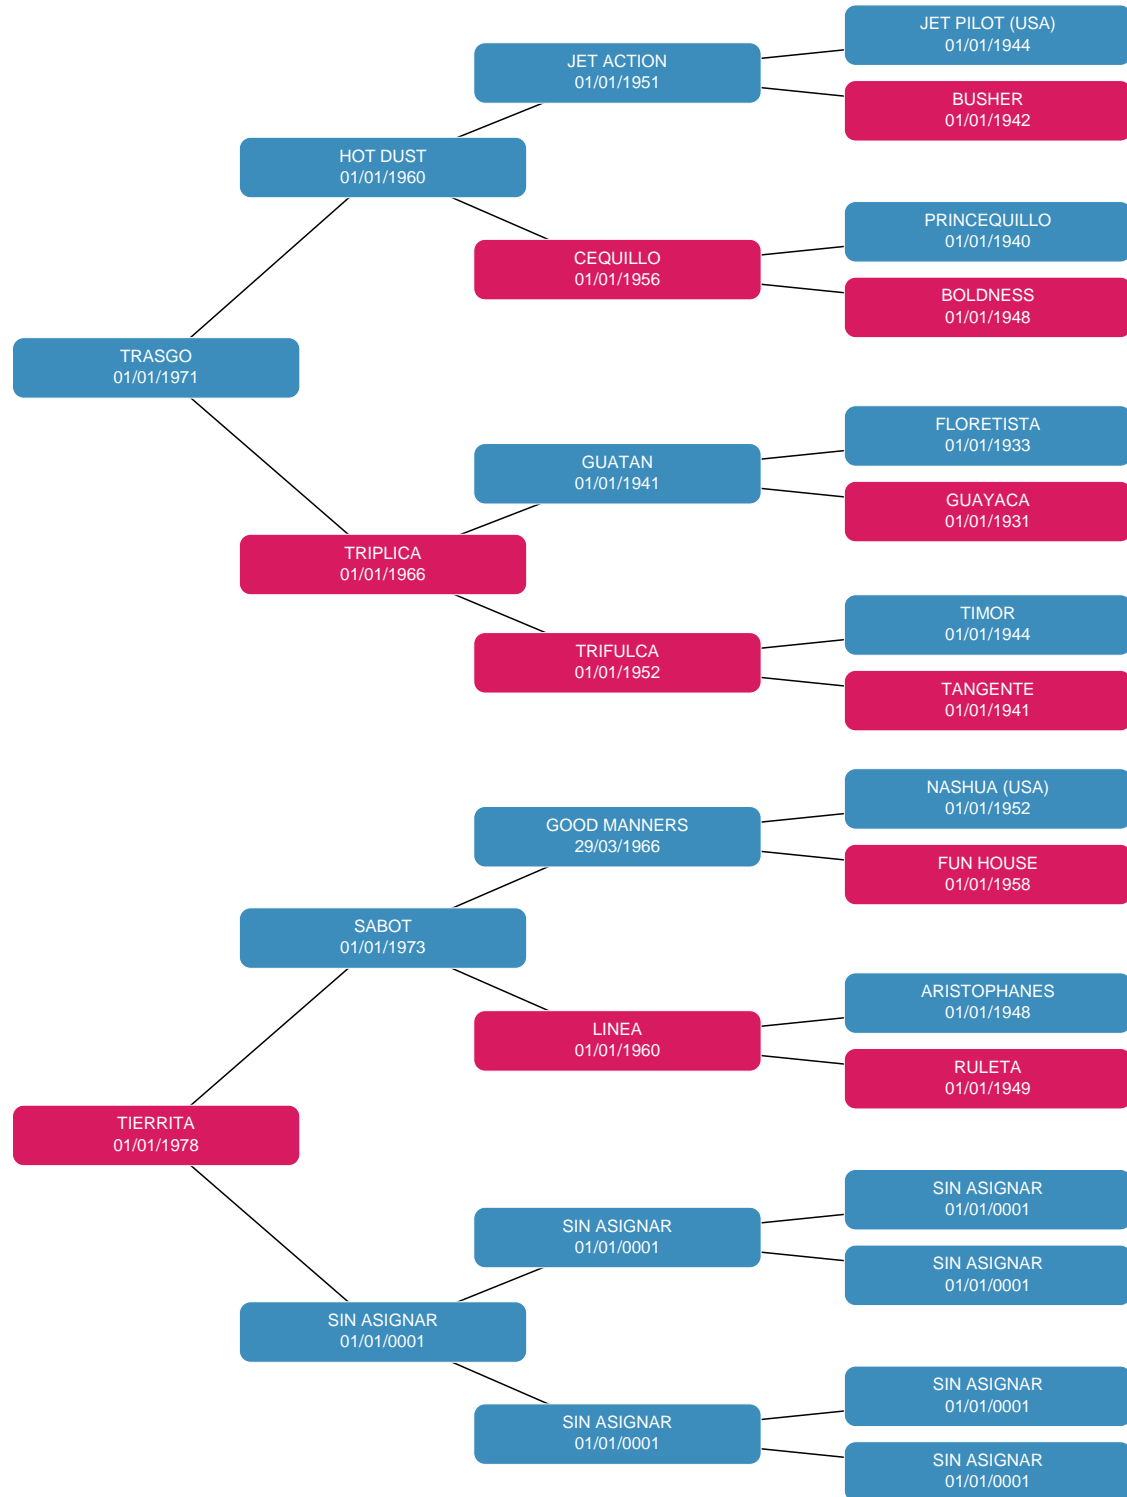 JET PILOT (USA)
01/01/1944
JET ACTION
01/01/1951
BUSHER
01/01/1942
HOT DUST
01/01/1960
PRINCEQUILLO
01/01/1940
CEQUILLO
01/01/1956
BOLDNESS
01/01/1948
TRASGO
01/01/1971
FLORETISTA
01/01/1933
GUATAN
01/01/1941
GUAYACA
01/01/1931
TRIPLICA
01/01/1966
TIMOR
01/01/1944
TRIFULCA
01/01/1952
TANGENTE
01/01/1941
NASHUA (USA)
01/01/1952
GOOD MANNERS
29/03/1966
FUN HOUSE
01/01/1958
SABOT
01/01/1973
ARISTOPHANES
01/01/1948
LINEA
01/01/1960
RULETA
01/01/1949
TIERRITA
01/01/1978
SIN ASIGNAR
01/01/0001
SIN ASIGNAR
01/01/0001
SIN ASIGNAR
01/01/0001
SIN ASIGNAR
01/01/0001
SIN ASIGNAR
01/01/0001
SIN ASIGNAR
01/01/0001
SIN ASIGNAR
01/01/0001